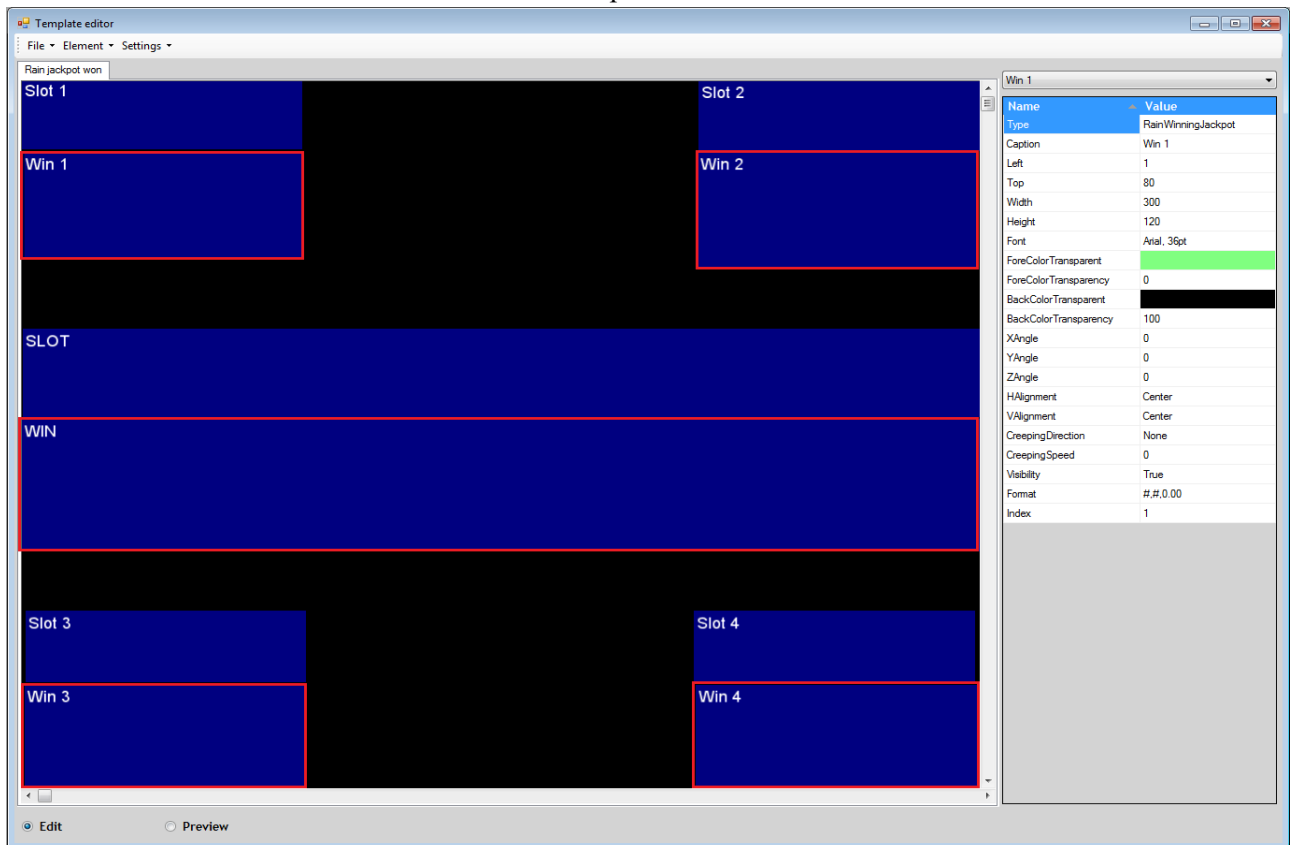 Template editor
File Element Settings
Rain jackpot won
Slot 1
Slot 2
Win 1
Win 2
SLOT
WIN
Slot 3
Slot 4
Win 3
Win 4
Win 1
Name Value
Type RainWinningJackpot
Caption Win 1
Left 1
Top 80
Width 300
Height 120
Font Arial, 36pt
ForeColorTransparent
ForeColorTransparency 0
BackColorTransparent
BackColorTransparency 100
XAngle 0
YAngle 0
ZAngle 0
HAlignment Center
VAlignment Center
CreepingDirection None
CreepingSpeed 0
Visibility True
Format #,#,0.00
Index 1
Edit Preview